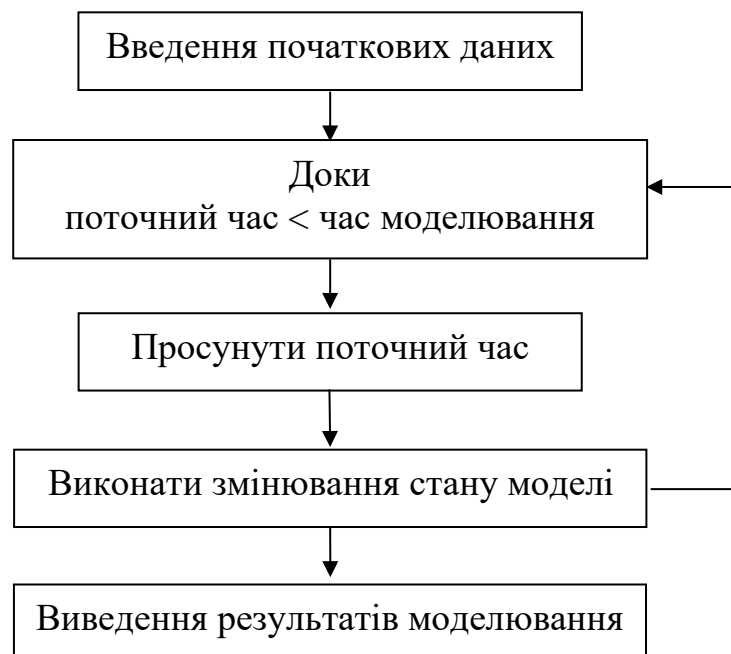 Введення початкових даних
Доки
поточний час < час моделювання
Просунути поточний час
Виконати змінювання стану моделі
Виведення результатів моделювання